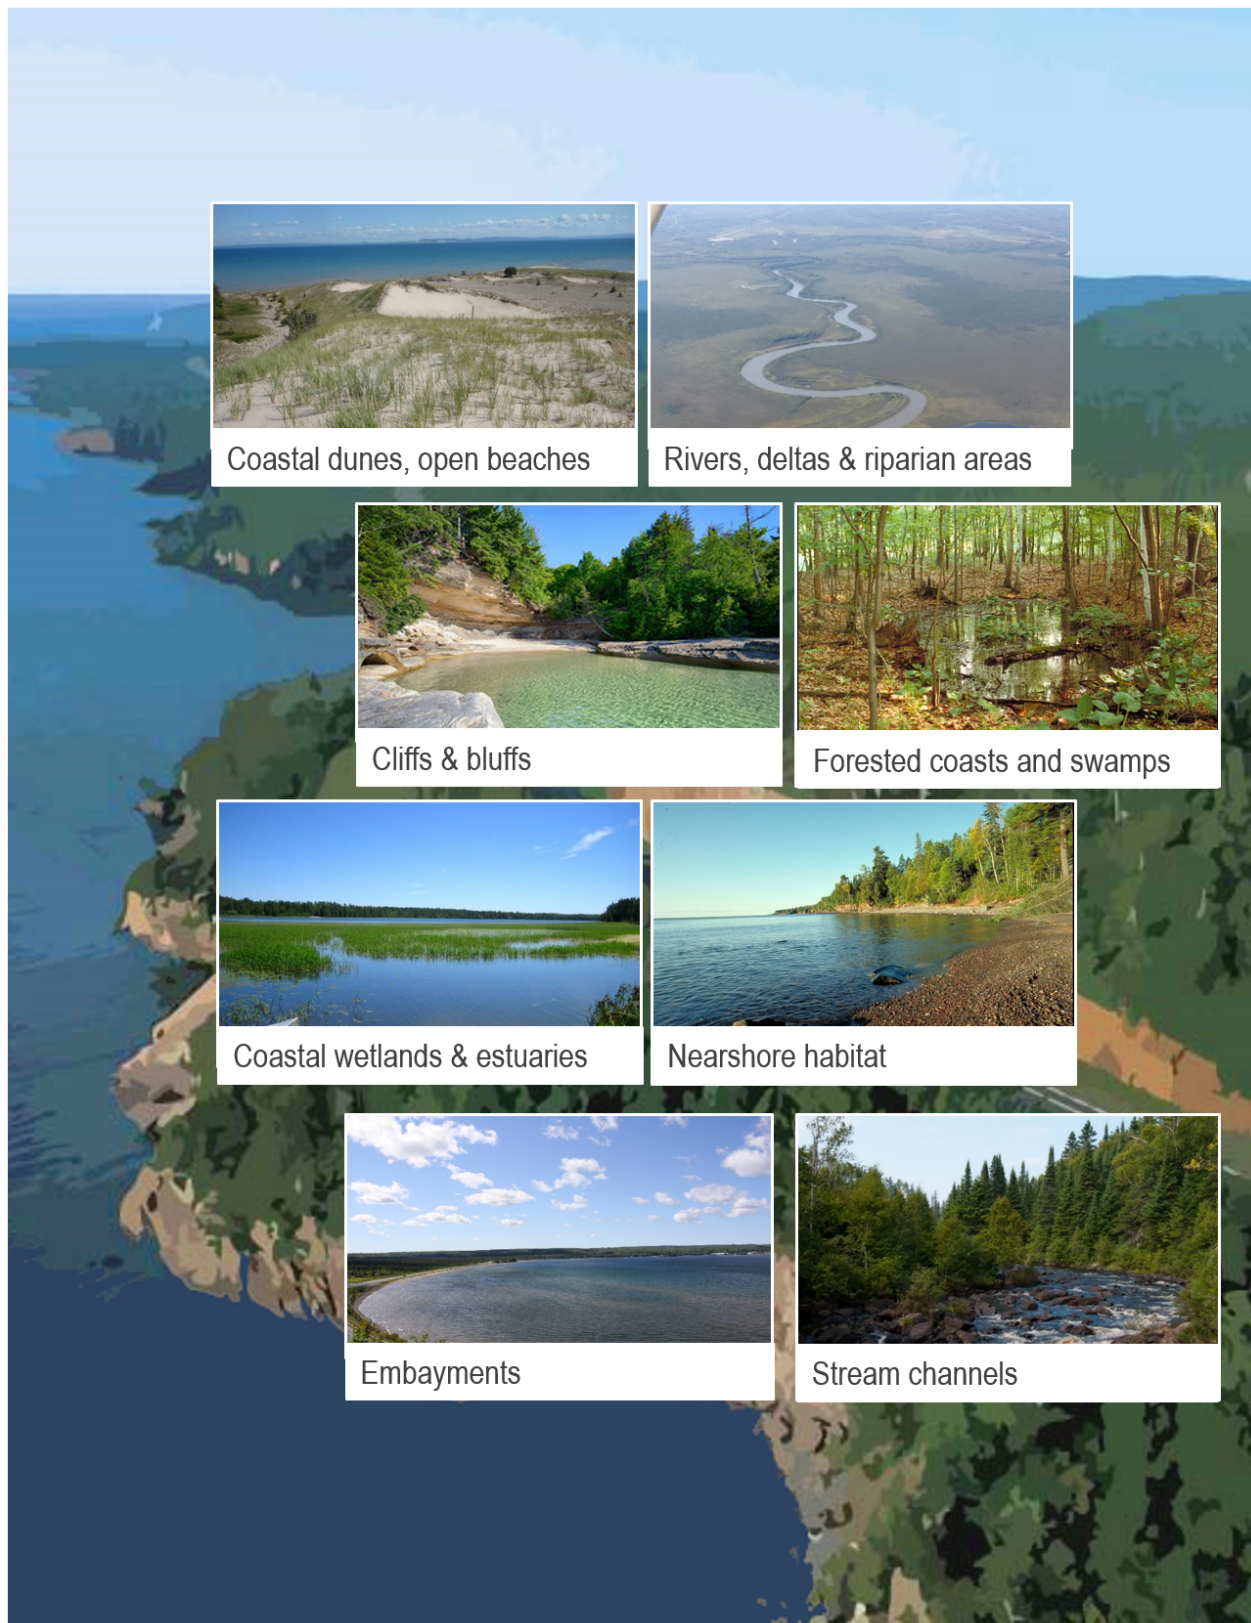 Coastal dunes, open beaches
Rivers, deltas & riparian areas
Cliffs & bluffs
Forested coasts and swamps
Coastal wetlands & estuaries
Nearshore habitat
Embayments
Stream channels